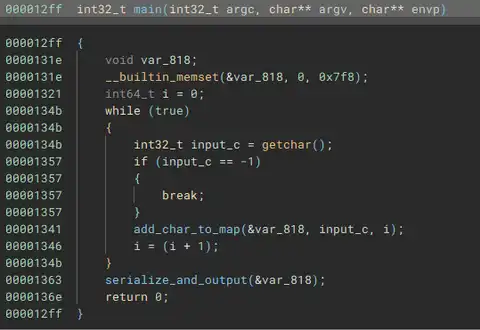 000012ff int32_t main(int32_t argc, char** argv, char** envp)
000012ff {
0000131e void var_818;
0000131e __builtin_memset(&var_818, 0, 0x7f8);
00001321 int64_t i = 0;
0000134b while (true)
0000134b {
0000134b int32_t input_c = getchar();
00001357 if (input_c == -1)
00001357 {
00001357 break;
00001357 }
00001341 add_char_to_map(&var_818, input_c, i);
00001346 i = (i + 1);
0000134b }
00001363 serialize_and_output(&var_818);
0000136e return 0;
000012ff }